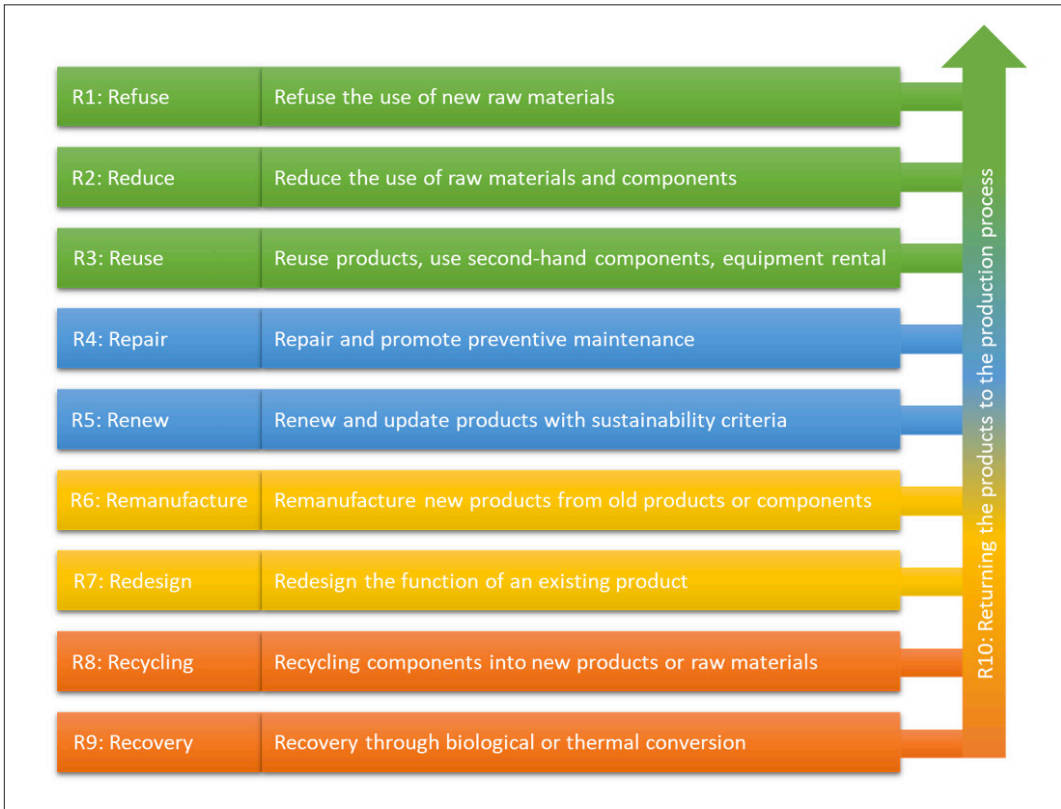 R1: Refuse
Refuse the use of new raw materials
R2: Reduce
Reduce the use of raw materials and components
R3: Reuse
Reuse products, use second-hand components, equipment rental
R4: Repair
Repair and promote preventive maintenance
R5: Renew
Renew and update products with sustainability criteria
R6: Remanufacture
Remanufacture new products from old products or components
R7: Redesign
Redesign the function of an existing product
R8: Recycling
Recycling components into new products or raw materials
R9: Recovery
Recovery through biological or thermal conversion
R10: Returning the products to the production process